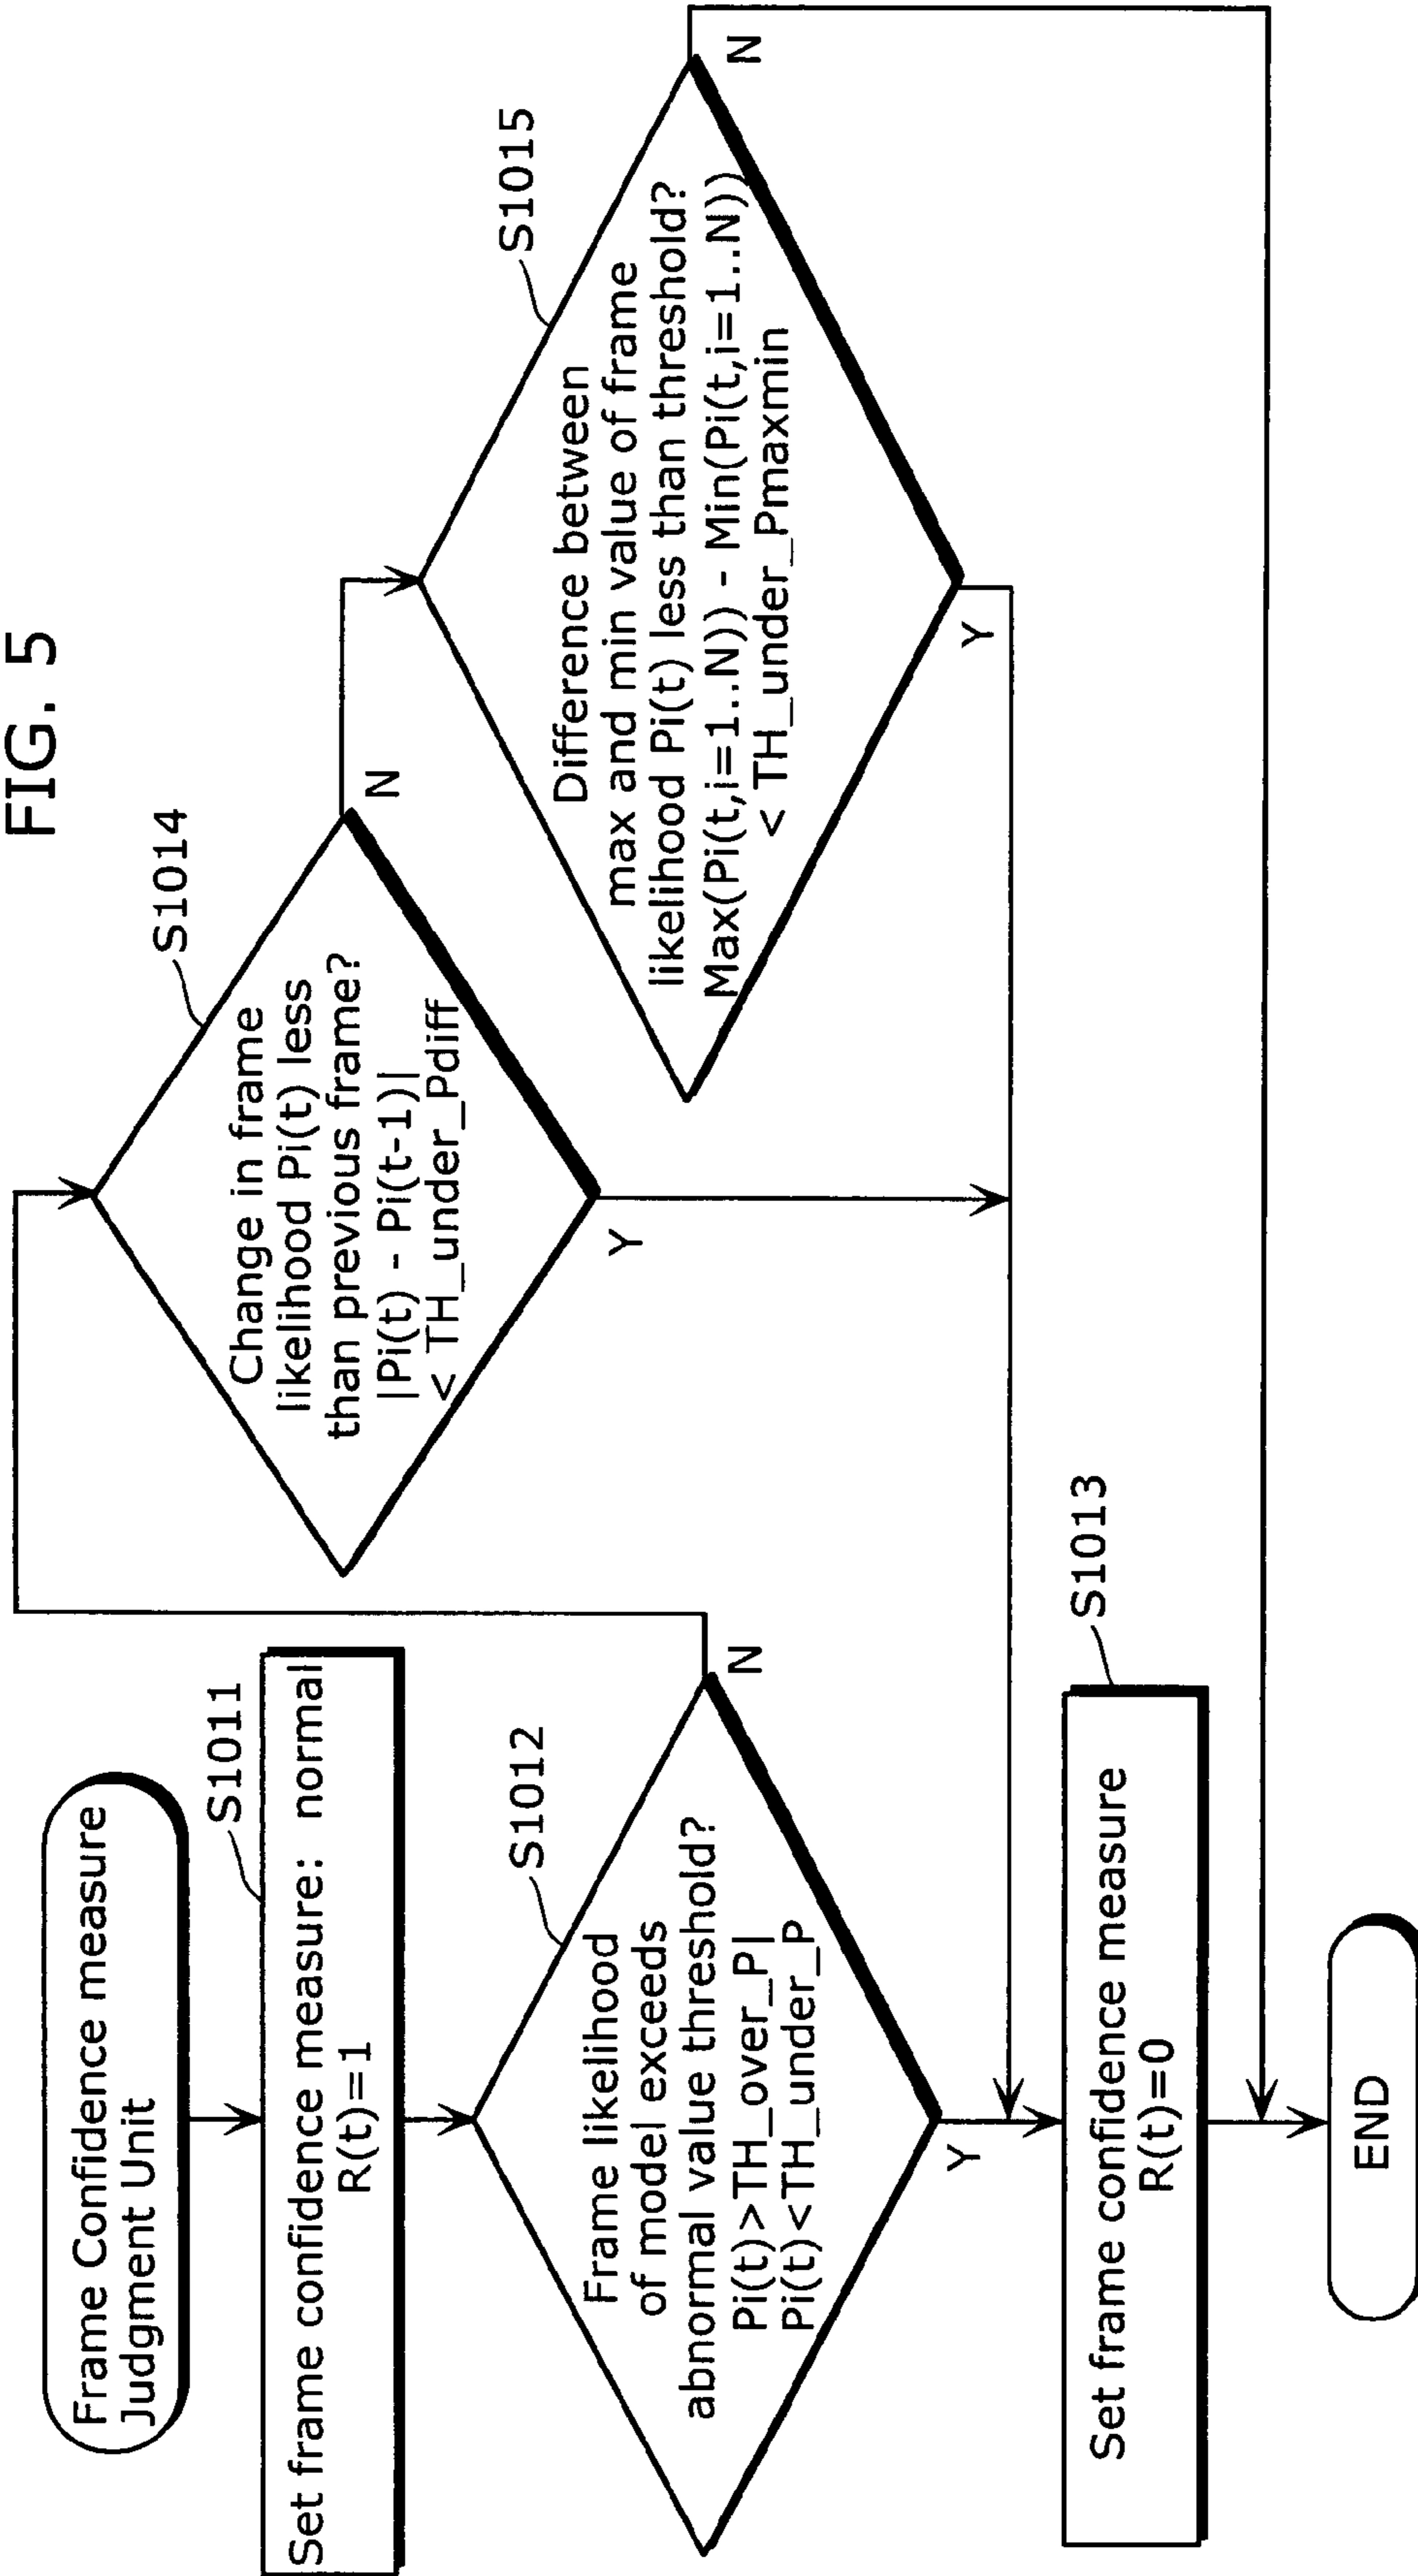 FIG. 5
Frame Confidence measure
Judgment Unit
S1011
Set frame confidence measure: normal
R(t)=1
S1012
Frame likelihood
of model exceeds
abnormal value threshold?
Pi(t)>TH_over_P|
Pi(t)<TH_under_P
N
Y
S1014
Change in frame
likelihood Pi(t) less
than previous frame?
|Pi(t) - Pi(t-1)|
< TH_under_Pdiff
N
Y
S1015
Difference between
max and min value of frame
likelihood Pi(t) less than threshold?
Max(Pi(t,i=1..N)) - Min(Pi(t,i=1..N))
< TH_under_Pmaxmin
N
Y
S1013
Set frame confidence measure
R(t)=0
END